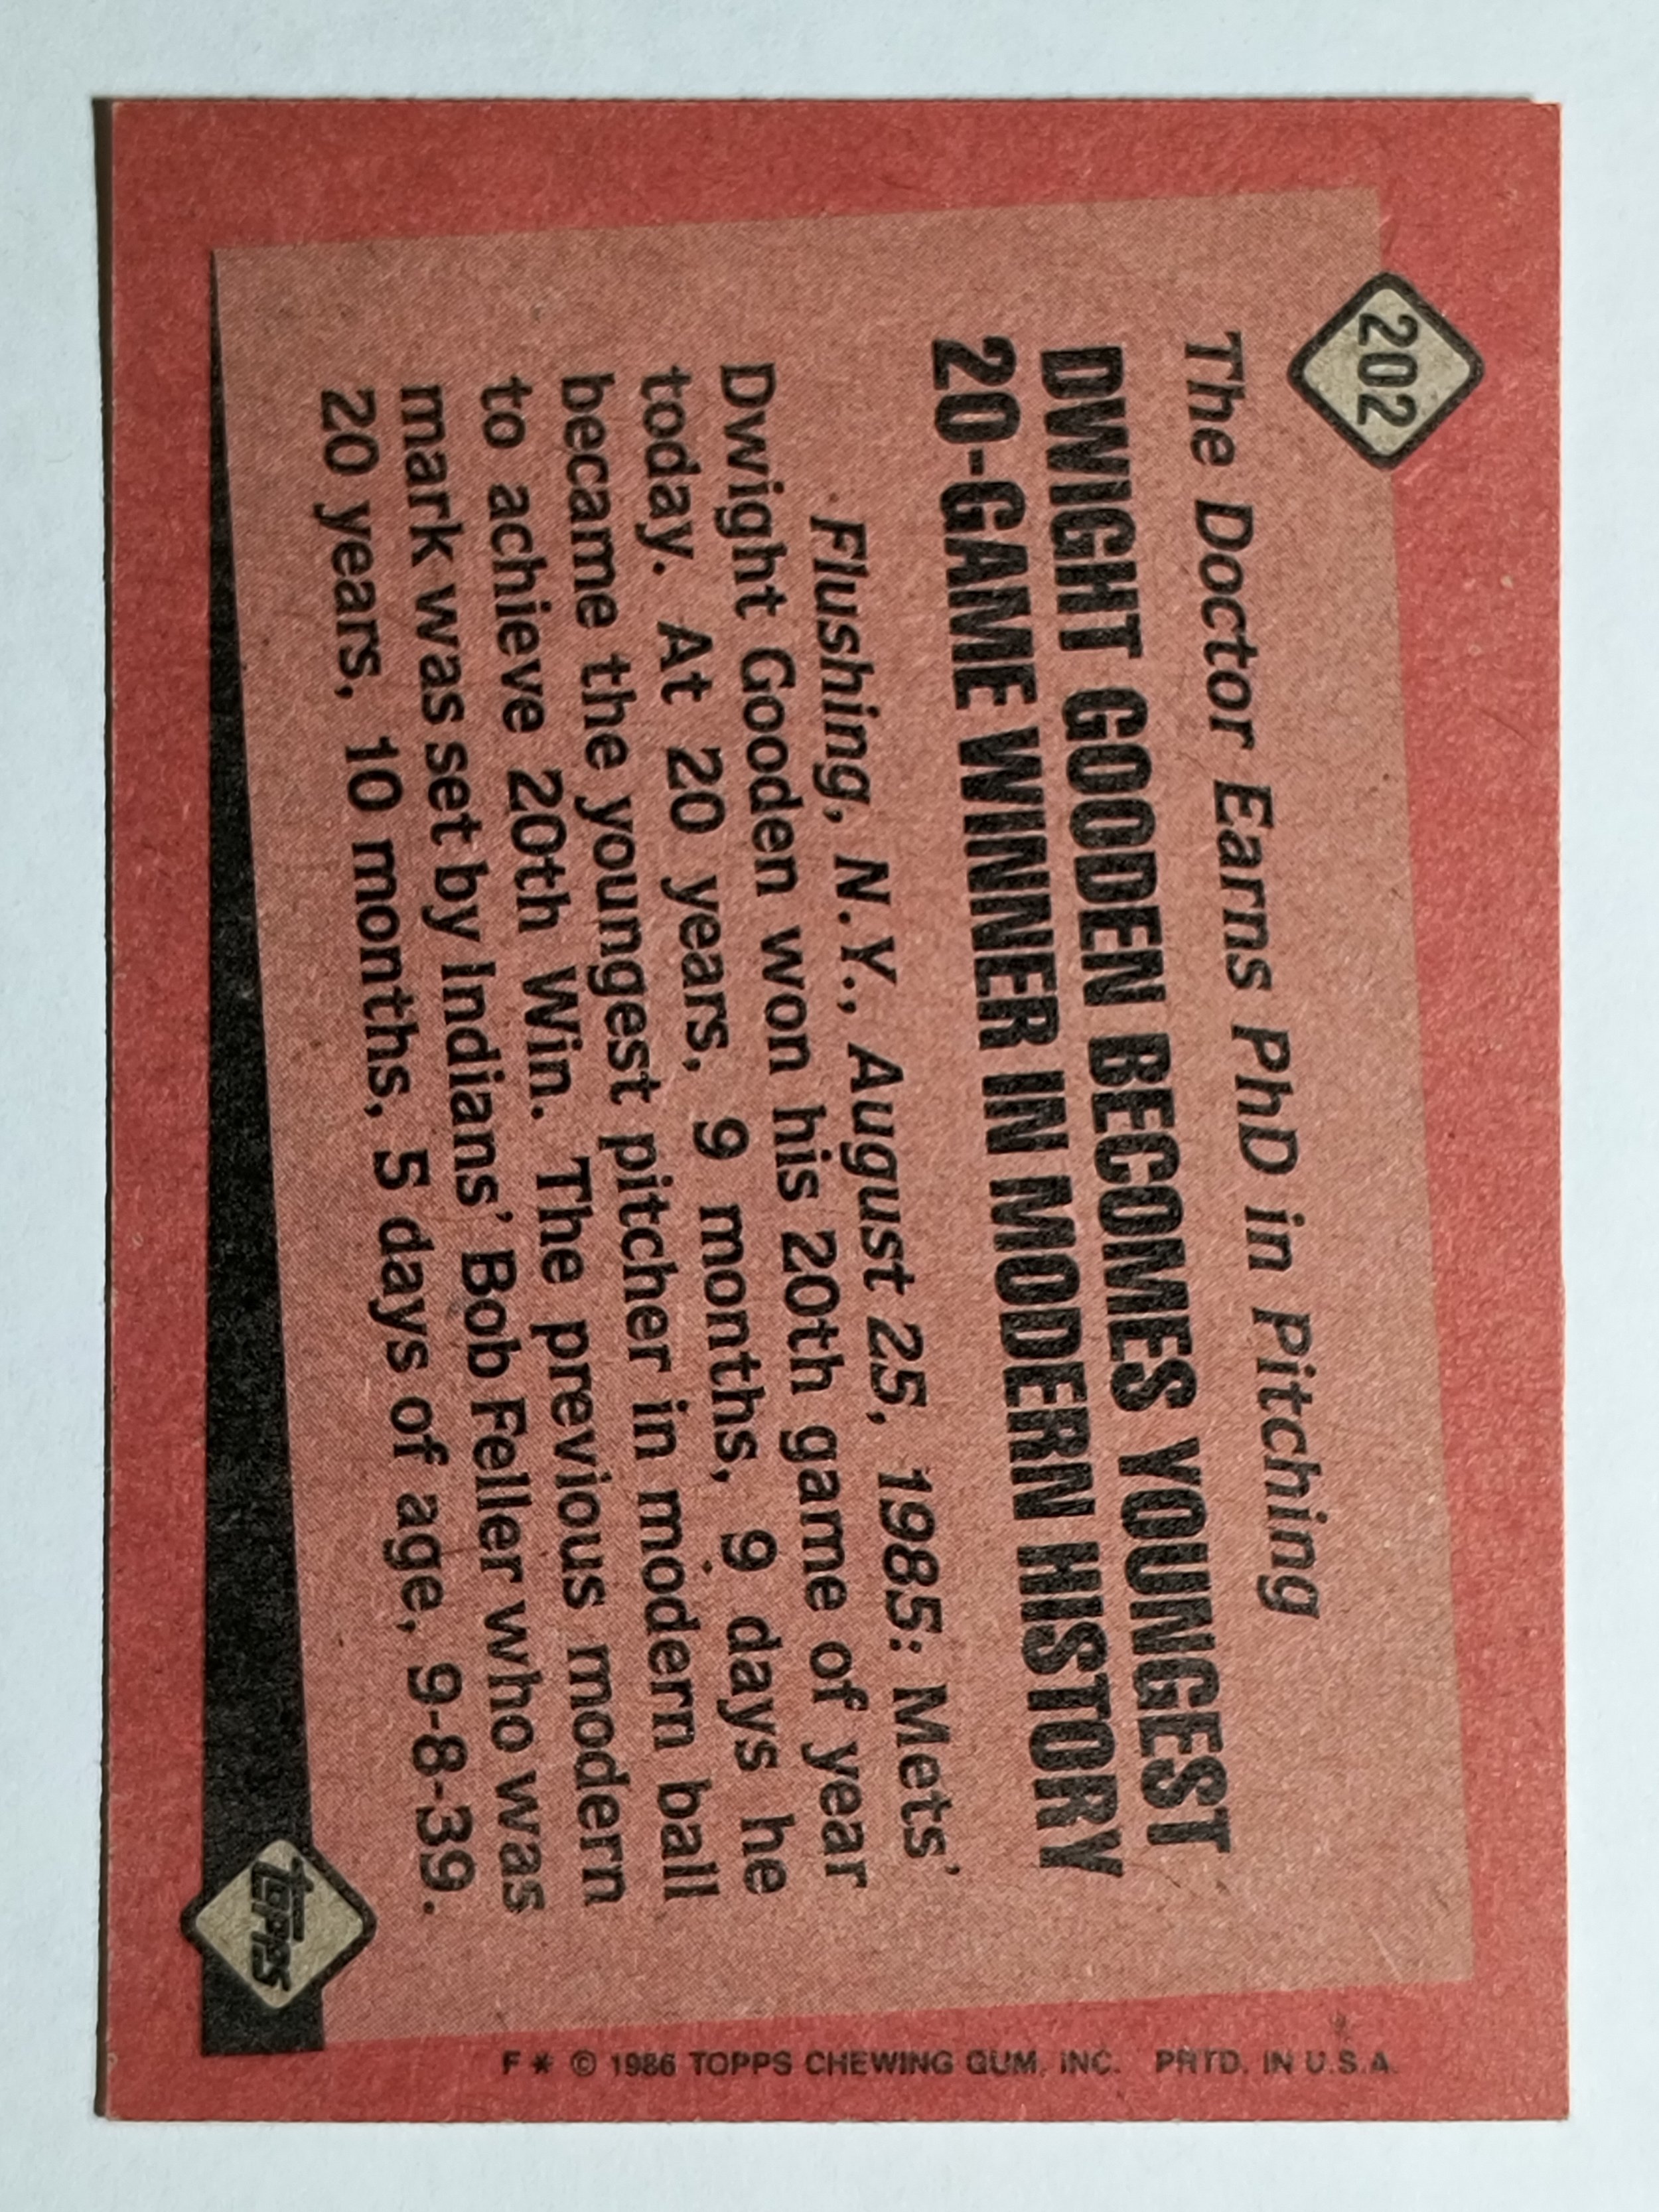 202
The Doctor Earns PhD in Pitching
DWIGHT GOODEN BECOMES YOUNGEST
20-GAME WINNER IN MODERN HISTORY
Flushing, N.Y., August 25, 1985: Mets'
Dwight Gooden won his 20th game of year
today. At 20 years, 9 months, 9 days he
became the youngest pitcher in modern ball
to achieve 20th Win. The previous modern
mark was set by Indians' Bob Feller who was
20 years, 10 months, 5 days of age, 9-8-39.
TOPPS
F * © 1986 TOPPS CHEWING GUM, INC. PRTD. IN U.S.A.